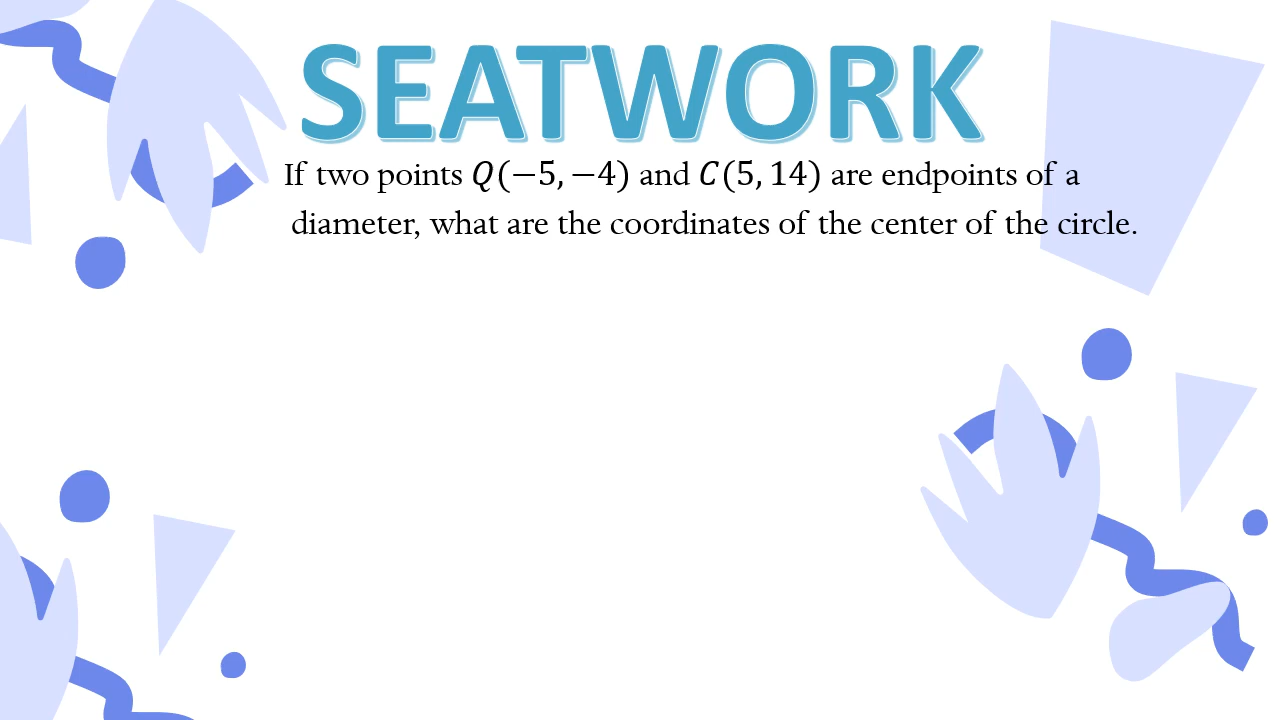 SEATWORK
If two points Q(−5, −4) and C(5, 14) are endpoints of a
diameter, what are the coordinates of the center of the circle.